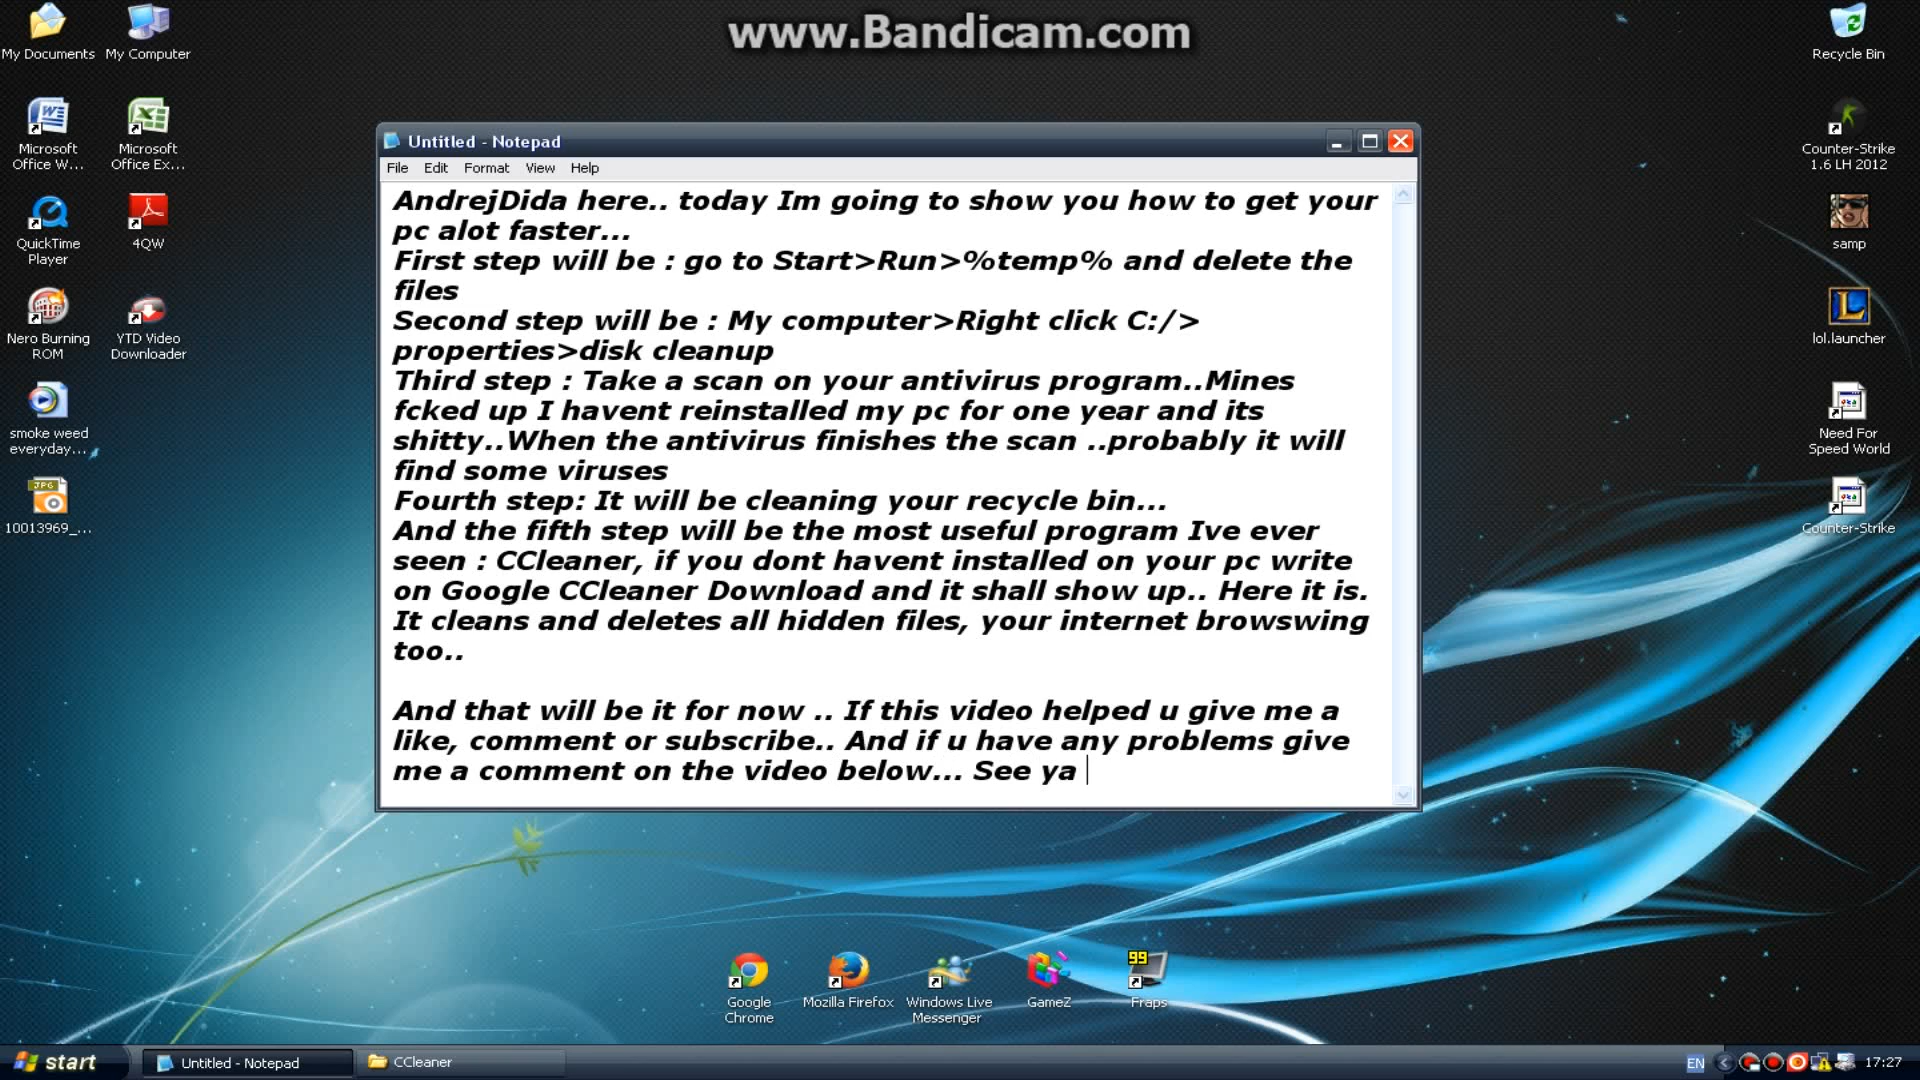 www.Bandicam.com
My Documents
My Computer
Recycle Bin
Microsoft Office W...
Microsoft Office Ex...
Counter-Strike 1.6 LH 2012
QuickTime Player
4QW
samp
Nero Burning ROM
YTD Video Downloader
lol.launcher
smoke weed everyday...
Need For Speed World
JPG
10013969_...
Counter-Strike
Untitled - Notepad
File Edit Format View Help
AndrejDida here.. today Im going to show you how to get your
pc alot faster...
First step will be : go to Start>Run>%temp% and delete the
files
Second step will be : My computer>Right click C:/>
properties>disk cleanup
Third step : Take a scan on your antivirus program..Mines
fcked up I havent reinstalled my pc for one year and its
shitty..When the antivirus finishes the scan ..probably it will
find some viruses
Fourth step: It will be cleaning your recycle bin...
And the fifth step will be the most useful program Ive ever
seen : CCleaner, if you dont havent installed on your pc write
on Google CCleaner Download and it shall show up.. Here it is.
It cleans and deletes all hidden files, your internet browswing
too..
And that will be it for now .. If this video helped u give me a
like, comment or subscribe.. And if u have any problems give
me a comment on the video below... See ya
Google Chrome
Mozilla Firefox
Windows Live Messenger
GameZ
99
Fraps
start
Untitled - Notepad
CCleaner
EN
17:27